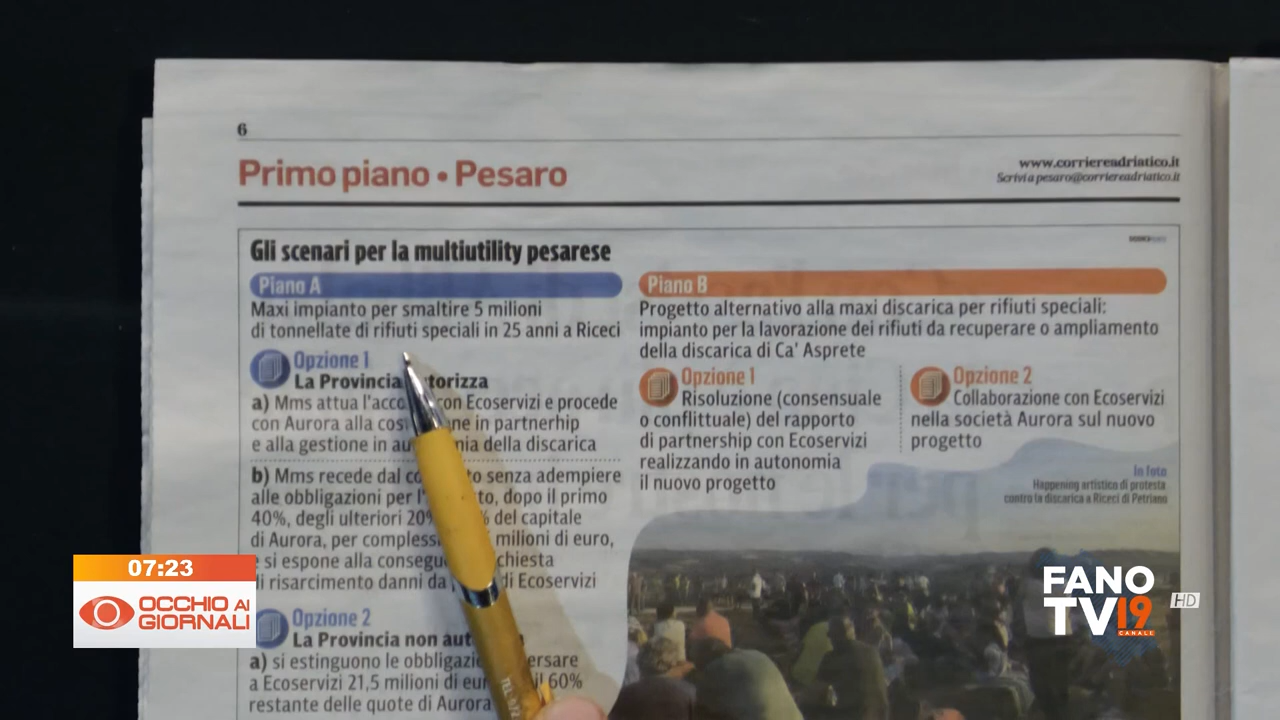 6
Primo piano • Pesaro
www.corriereadriatico.it
Scrivi a pesaro@corriereadriatico.it
Gli scenari per la multiutility pesarese
Piano A
Maxi impianto per smaltire 5 milioni
di tonnellate di rifiuti speciali in 25 anni a Riceci
Opzione 1
La Provincia
a) Mms attua l'acco con Ecoservizi e procede
con Aurora alla cos ne in partnerhip
e alla gestione in au mia della discarica
b) Mms recede dal co to senza adempiere
alle obbligazioni per l' sto, dopo il primo
40%, degli ulteriori 20% % del capitale
di Aurora, per comples milioni di euro,
e si espone alla consegu chiesta
di risarcimento danni da di Ecoservizi
Opzione 2
La Provincia non aut
a) si estinguono le obbligazi ersare
a Ecoservizi 21,5 milioni di eur il 60%
restante delle quote di Aurora
Piano B
Progetto alternativo alla maxi discarica per rifiuti speciali:
impianto per la lavorazione dei rifiuti da recuperare o ampliamento
della discarica di Ca' Asprete
Opzione 1
Risoluzione (consensuale
o conflittuale) del rapporto
di partnership con Ecoservizi
realizzando in autonomia
il nuovo progetto
Opzione 2
Collaborazione con Ecoservizi
nella società Aurora sul nuovo
progetto
In foto
Happening artistico di protesta
contro la discarica a Riceci di Petriano
07:23
OCCHIO AI
GIORNALI
FANO
TV19
CANALE
HD